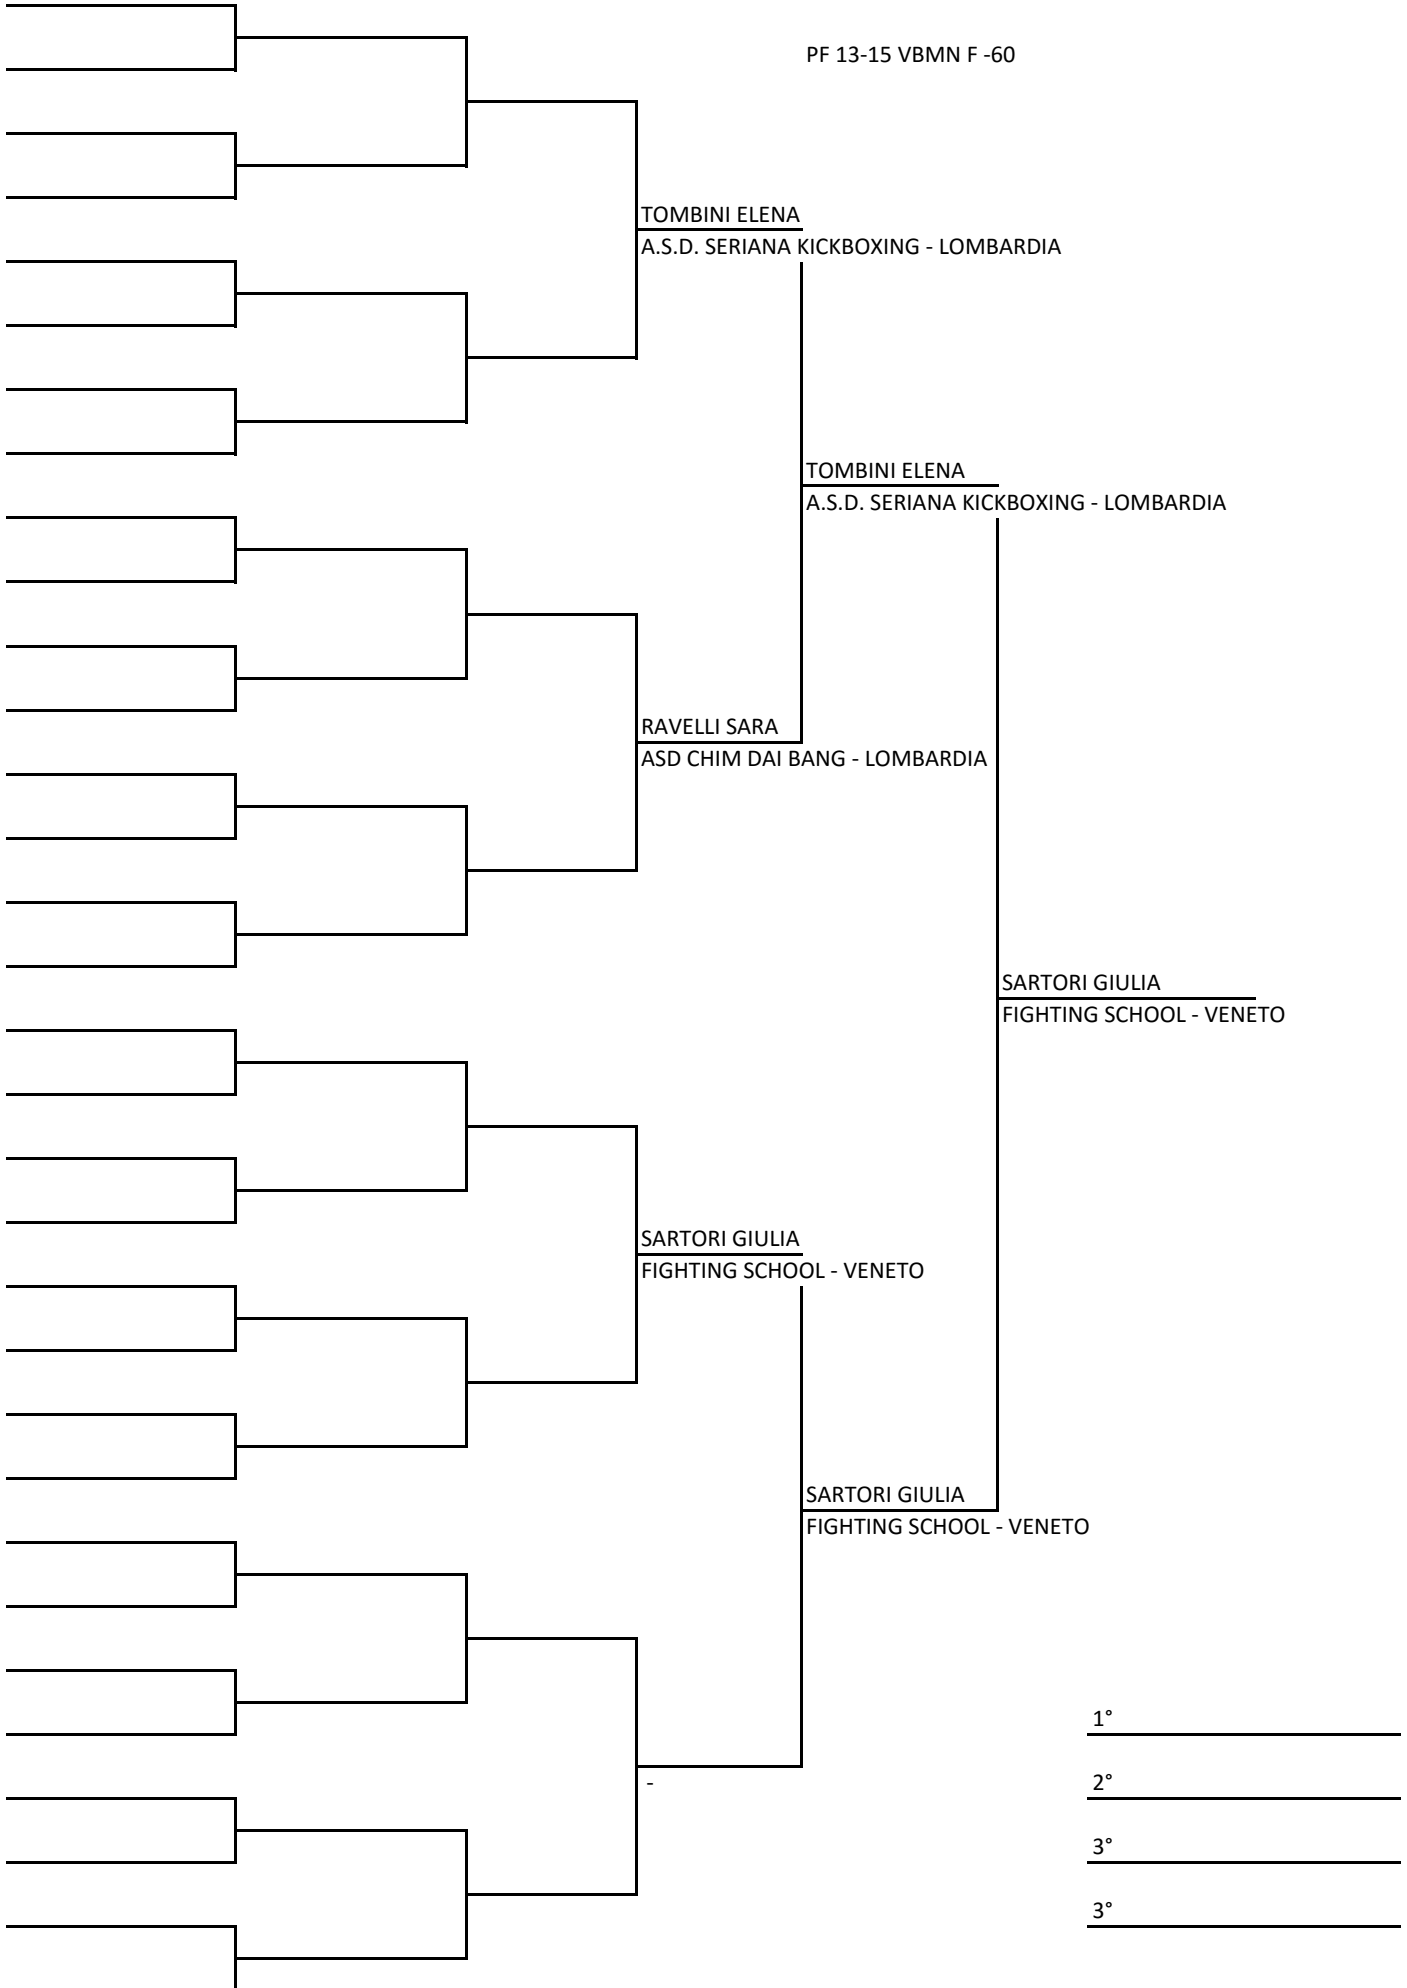 PF 13-15 VBMN F -60
TOMBINI ELENA
A.S.D. SERIANA KICKBOXING - LOMBARDIA
TOMBINI ELENA
A.S.D. SERIANA KICKBOXING - LOMBARDIA
RAVELLI SARA
ASD CHIM DAI BANG - LOMBARDIA
SARTORI GIULIA
FIGHTING SCHOOL - VENETO
SARTORI GIULIA
FIGHTING SCHOOL - VENETO
SARTORI GIULIA
FIGHTING SCHOOL - VENETO
1°
-
2°
3°
3°